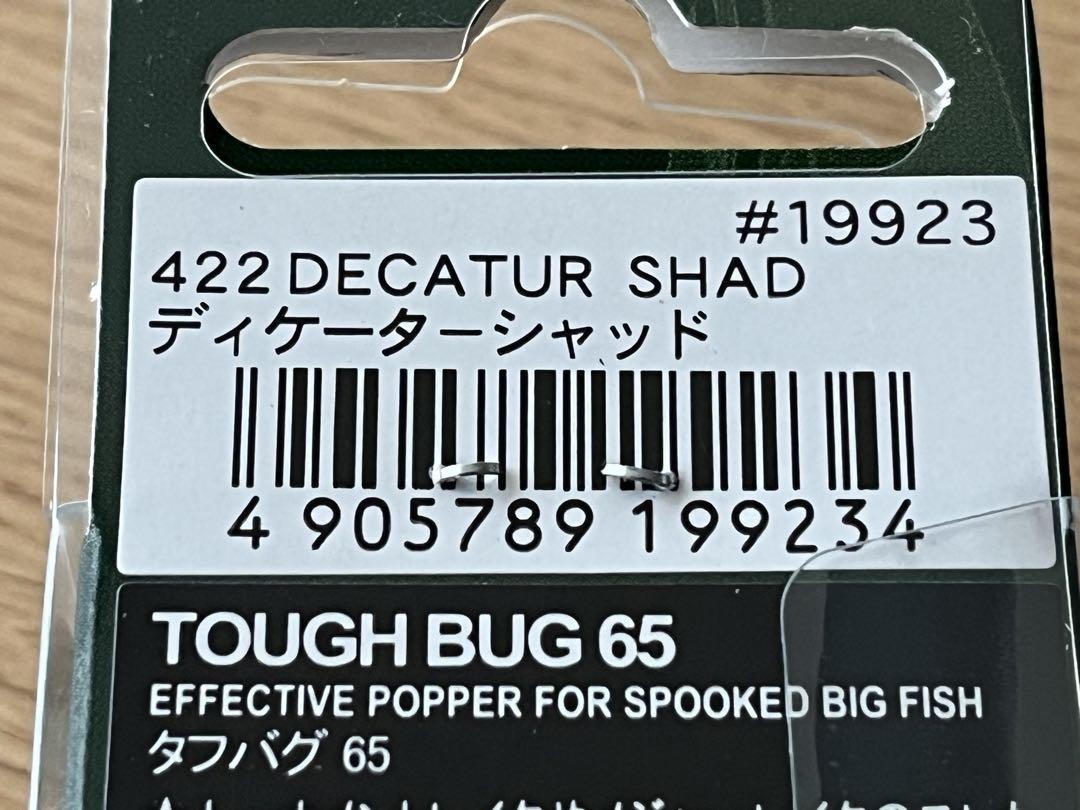 #19923
422 DECATUR SHAD
ディケーターシャッド
4 905789 199234
TOUGH BUG 65
EFFECTIVE POPPER FOR SPOOKED BIG FISH
タフバグ 65